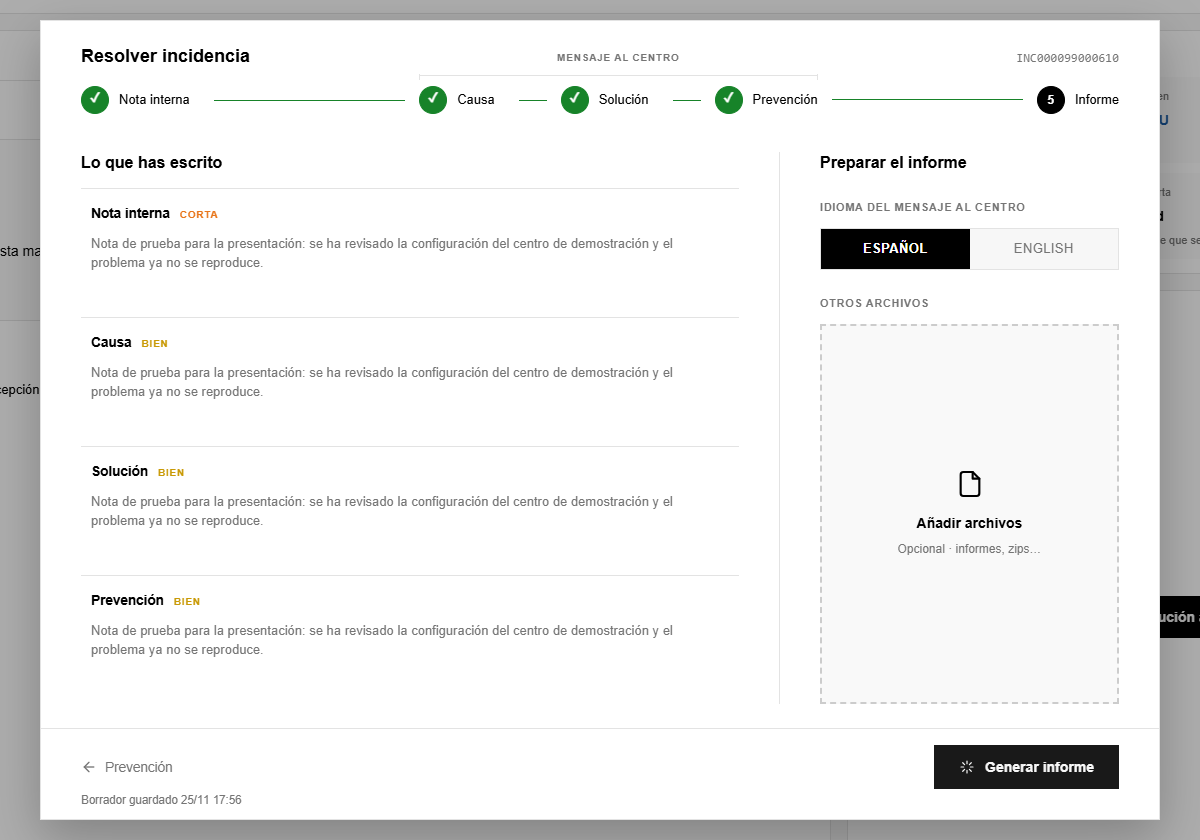 Resolver incidencia
MENSAJE AL CENTRO
INC000099000610
Nota interna
Causa
Solución
Prevención
5 Informe
Lo que has escrito
Nota interna CORTA
Nota de prueba para la presentación: se ha revisado la configuración del centro de demostración y el
problema ya no se reproduce.
Causa BIEN
Nota de prueba para la presentación: se ha revisado la configuración del centro de demostración y el
problema ya no se reproduce.
Solución BIEN
Nota de prueba para la presentación: se ha revisado la configuración del centro de demostración y el
problema ya no se reproduce.
Prevención BIEN
Nota de prueba para la presentación: se ha revisado la configuración del centro de demostración y el
problema ya no se reproduce.
Preparar el informe
IDIOMA DEL MENSAJE AL CENTRO
ESPAÑOL
ENGLISH
OTROS ARCHIVOS
Añadir archivos
Opcional · informes, zips...
Prevención
Borrador guardado 25/11 17:56
Generar informe